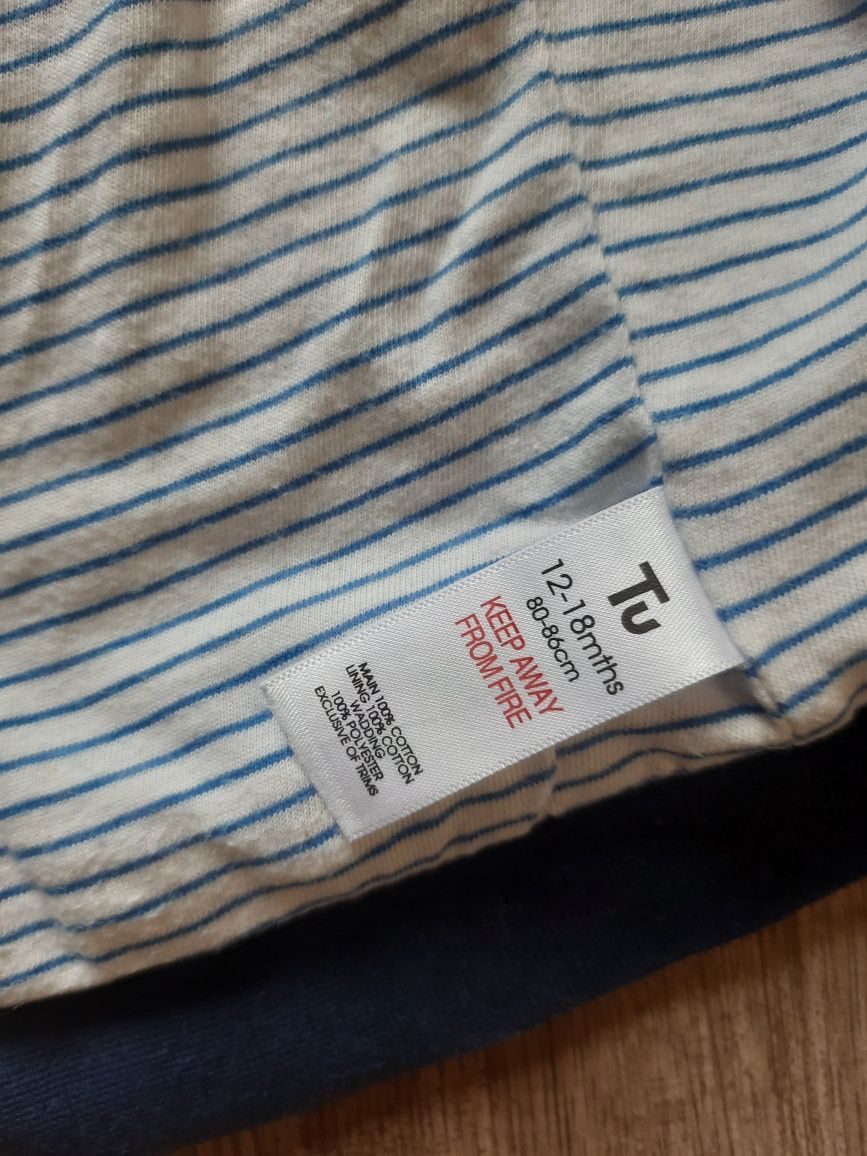 Tu
12-18mths
80-86cm
KEEP AWAY
FROM FIRE
MAIN 100% COTTON
LINING 100% COTTON
WADDING
100% POLYESTER
EXCLUSIVE OF TRIMS